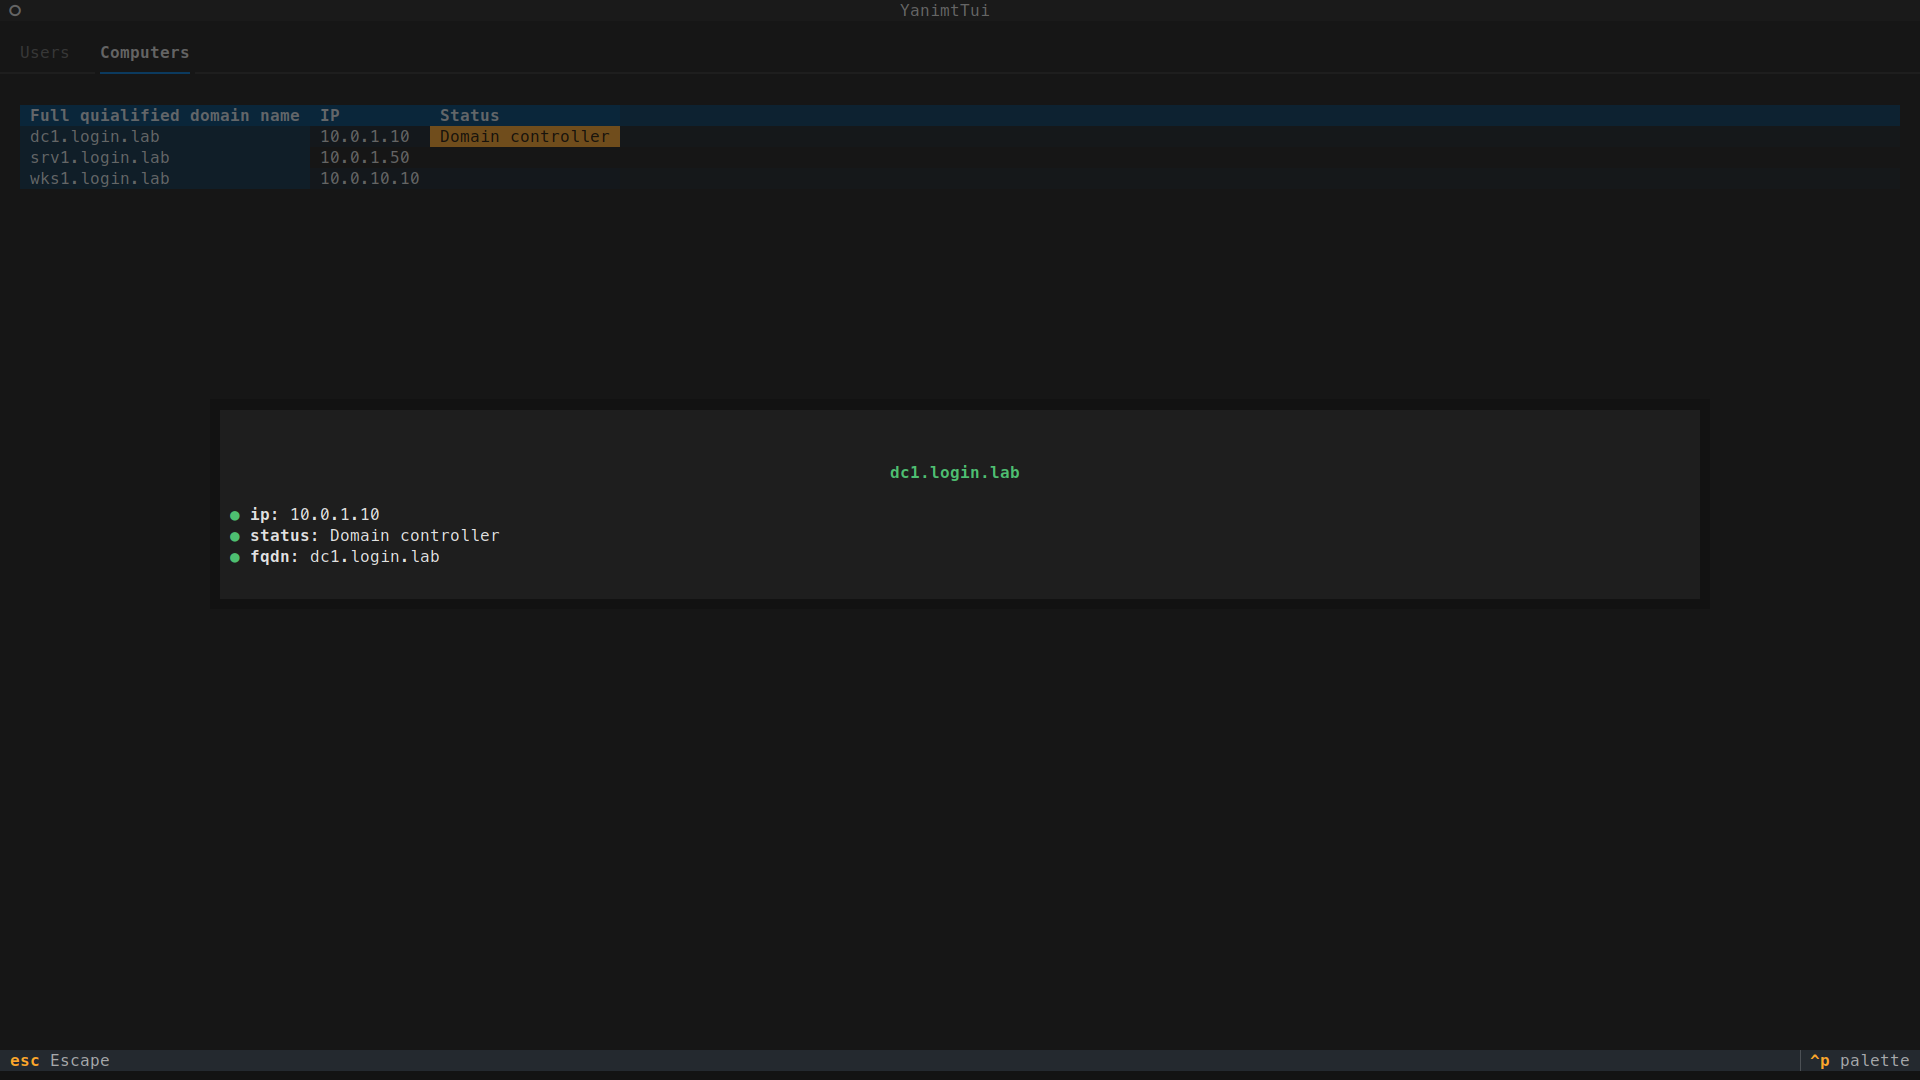 YanimtTui
Users Computers
Full quialified domain name IP Status
dc1.login.lab 10.0.1.10 Domain controller
srv1.login.lab 10.0.1.50
wks1.login.lab 10.0.10.10
dc1.login.lab
● ip: 10.0.1.10
● status: Domain controller
● fqdn: dc1.login.lab
esc Escape ^p palette